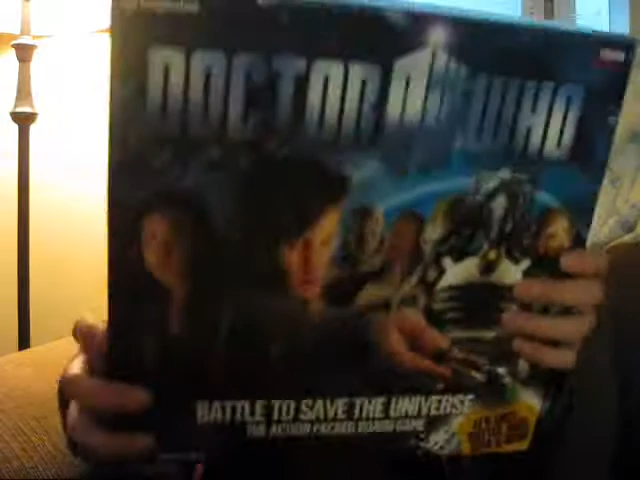 DOCTOR WHO
BATTLE TO SAVE THE UNIVERSE
THE ACTION PACKED BOARD GAME